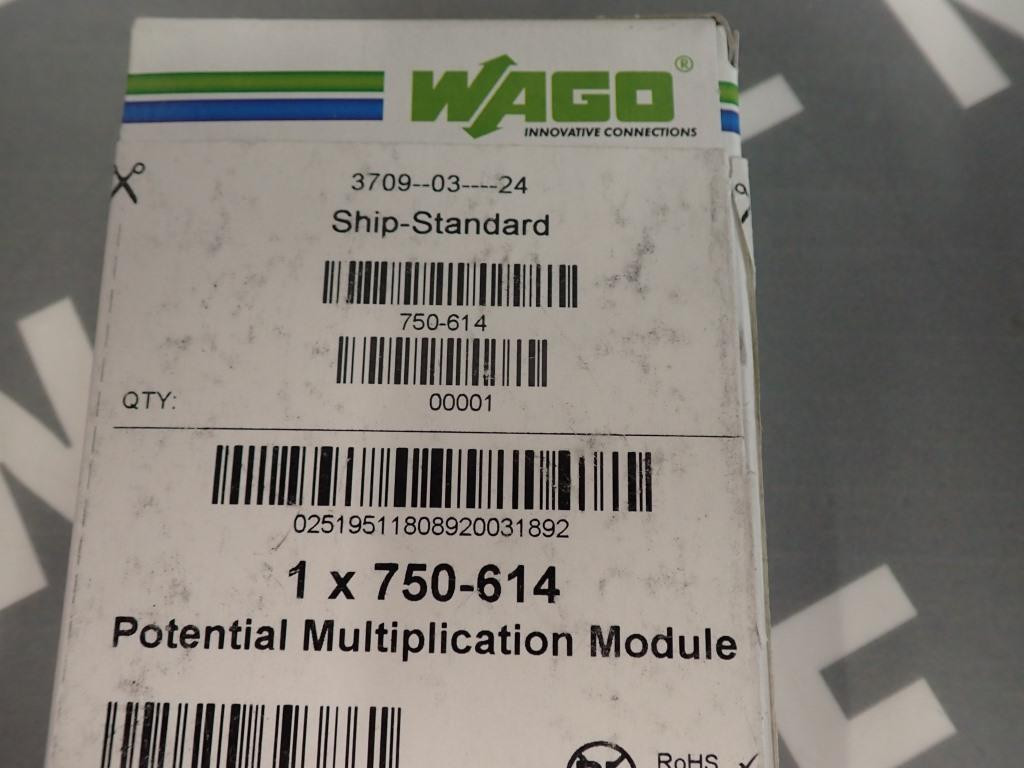 WAGO®
INNOVATIVE CONNECTIONS
3709--03----24
Ship-Standard
750-614
QTY: 00001
02519511808920031892
1 x 750-614
Potential Multiplication Module
RoHS ✓